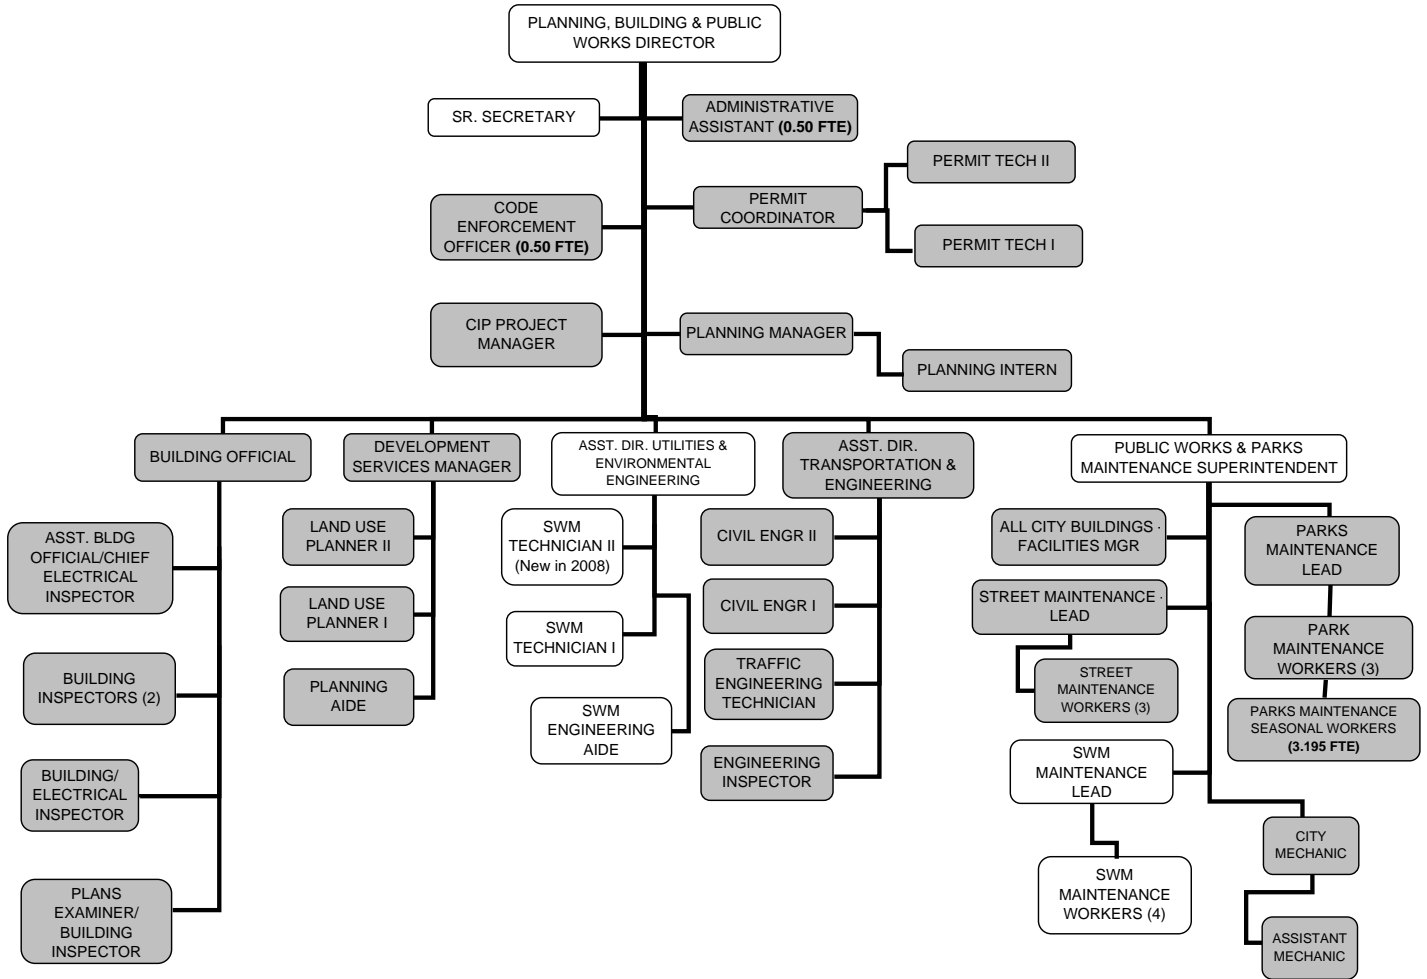 PLANNING, BUILDING & PUBLIC
WORKS DIRECTOR
SR. SECRETARY
ADMINISTRATIVE
ASSISTANT (0.50 FTE)
PERMIT TECH II
CODE
ENFORCEMENT
OFFICER (0.50 FTE)
PERMIT
COORDINATOR
PERMIT TECH I
CIP PROJECT
MANAGER
PLANNING MANAGER
PLANNING INTERN
BUILDING OFFICIAL
DEVELOPMENT
SERVICES MANAGER
ASST. DIR. UTILITIES &
ENVIRONMENTAL
ENGINEERING
ASST. DIR.
TRANSPORTATION &
ENGINEERING
PUBLIC WORKS & PARKS
MAINTENANCE SUPERINTENDENT
ASST. BLDG
OFFICIAL/CHIEF
ELECTRICAL
INSPECTOR
BUILDING
INSPECTORS (2)
BUILDING/
ELECTRICAL
INSPECTOR
PLANS
EXAMINER/
BUILDING
INSPECTOR
LAND USE
PLANNER II
LAND USE
PLANNER I
PLANNING
AIDE
SWM
TECHNICIAN II
(New in 2008)
SWM
TECHNICIAN I
SWM
ENGINEERING
AIDE
CIVIL ENGR II
CIVIL ENGR I
TRAFFIC
ENGINEERING
TECHNICIAN
ENGINEERING
INSPECTOR
ALL CITY BUILDINGS -
FACILITIES MGR
STREET MAINTENANCE -
LEAD
STREET
MAINTENANCE
WORKERS (3)
SWM
MAINTENANCE
LEAD
SWM
MAINTENANCE
WORKERS (4)
PARKS
MAINTENANCE
LEAD
PARK
MAINTENANCE
WORKERS (3)
PARKS MAINTENANCE
SEASONAL WORKERS
(3.195 FTE)
CITY
MECHANIC
ASSISTANT
MECHANIC